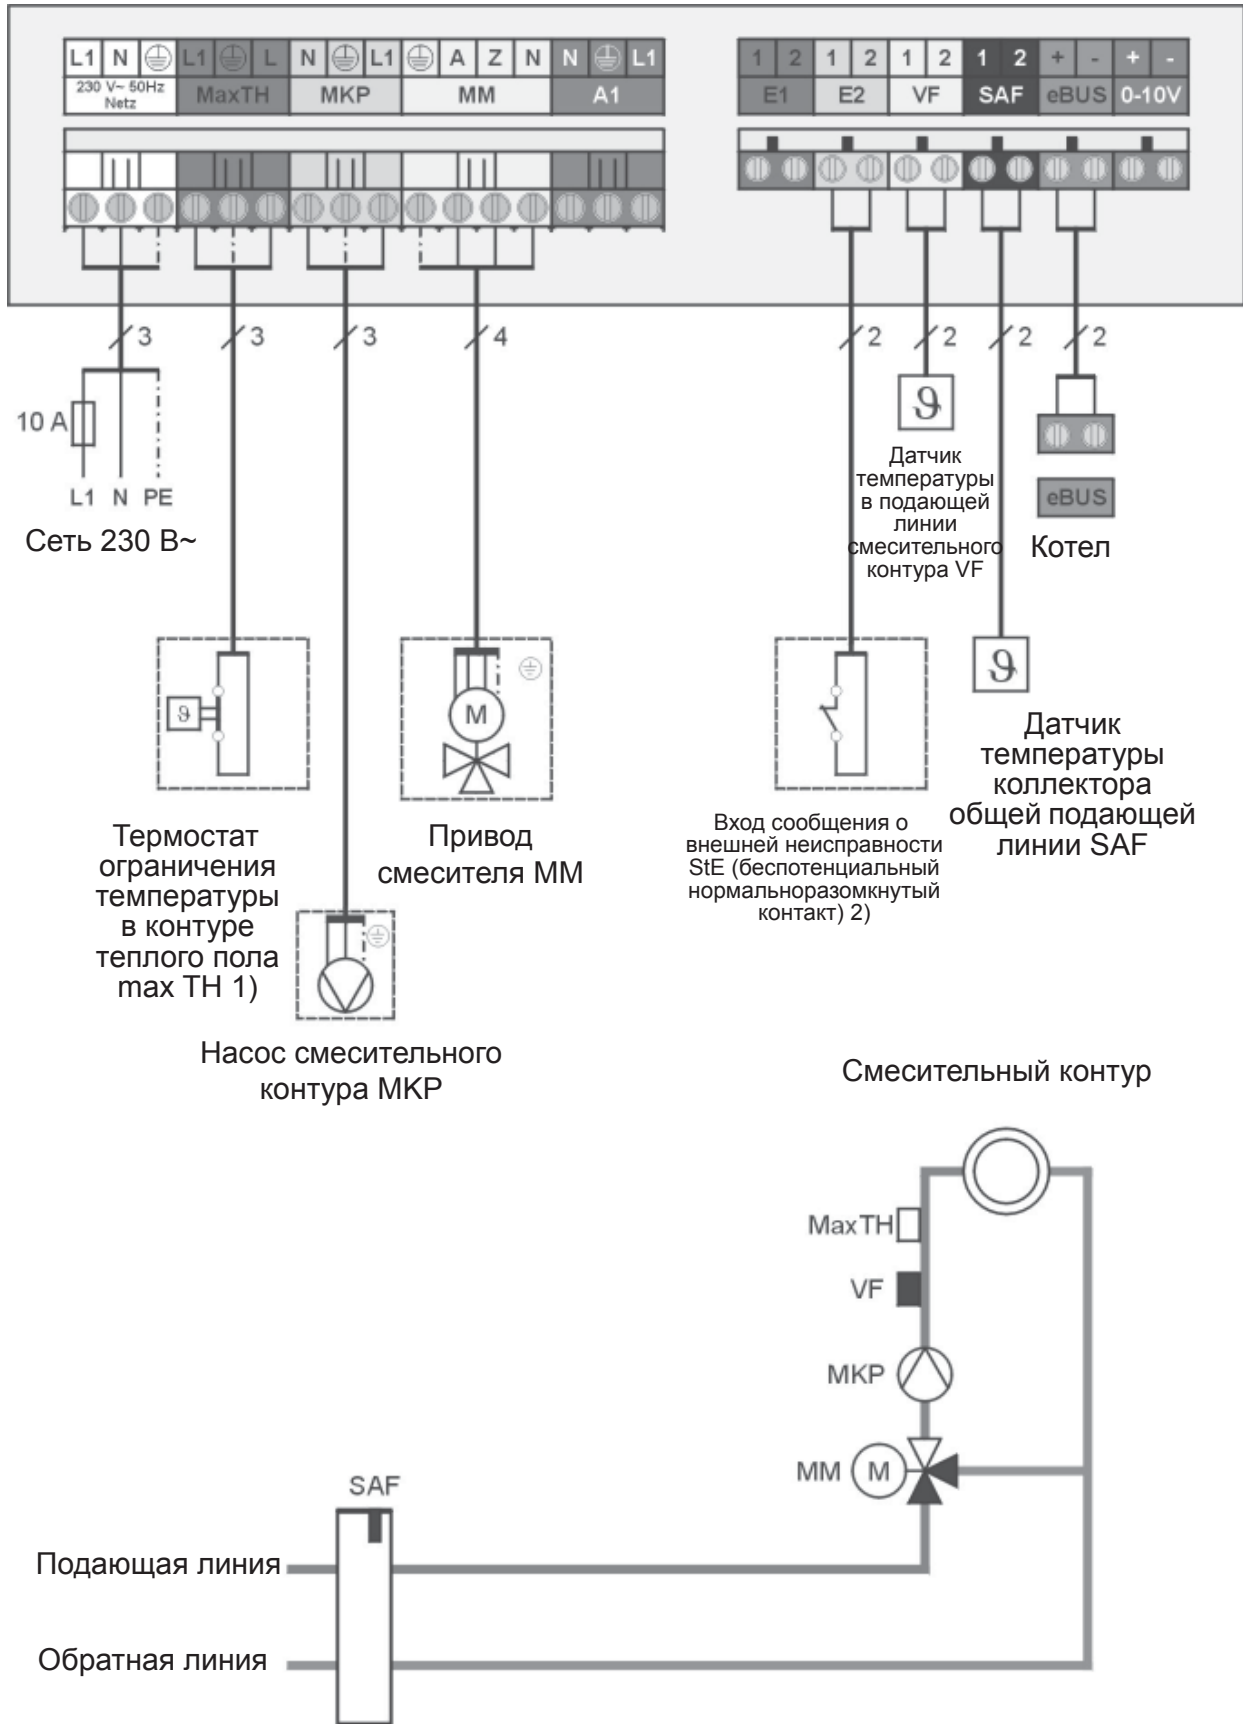 L1 N L1 L N L1 A Z N N L1
230 V~ 50Hz
Netz
MaxTH MKP MM A1
1 2 1 2 1 2 1 2 + - + -
E1 E2 VF SAF eBUS 0-10V
3 3 3 4 2 2 2 2
10 A
L1 N PE
Сеть 230 В~
ϑ
Датчик
температуры
в подающей
линии
смесительного
контура VF
eBUS
Котел
ϑ
M
ϑ
Термостат
ограничения
температуры
в контуре
теплого пола
max TH 1)
Привод
смесителя ММ
Вход сообщения о
внешней неисправности
StE (беспотенциальный
нормальноразомкнутый
контакт) 2)
Датчик
температуры
коллектора
общей подающей
линии SAF
Насос смесительного
контура MKP
Смесительный контур
MaxTH
VF
MKP
MM M
SAF
Подающая линия
Обратная линия